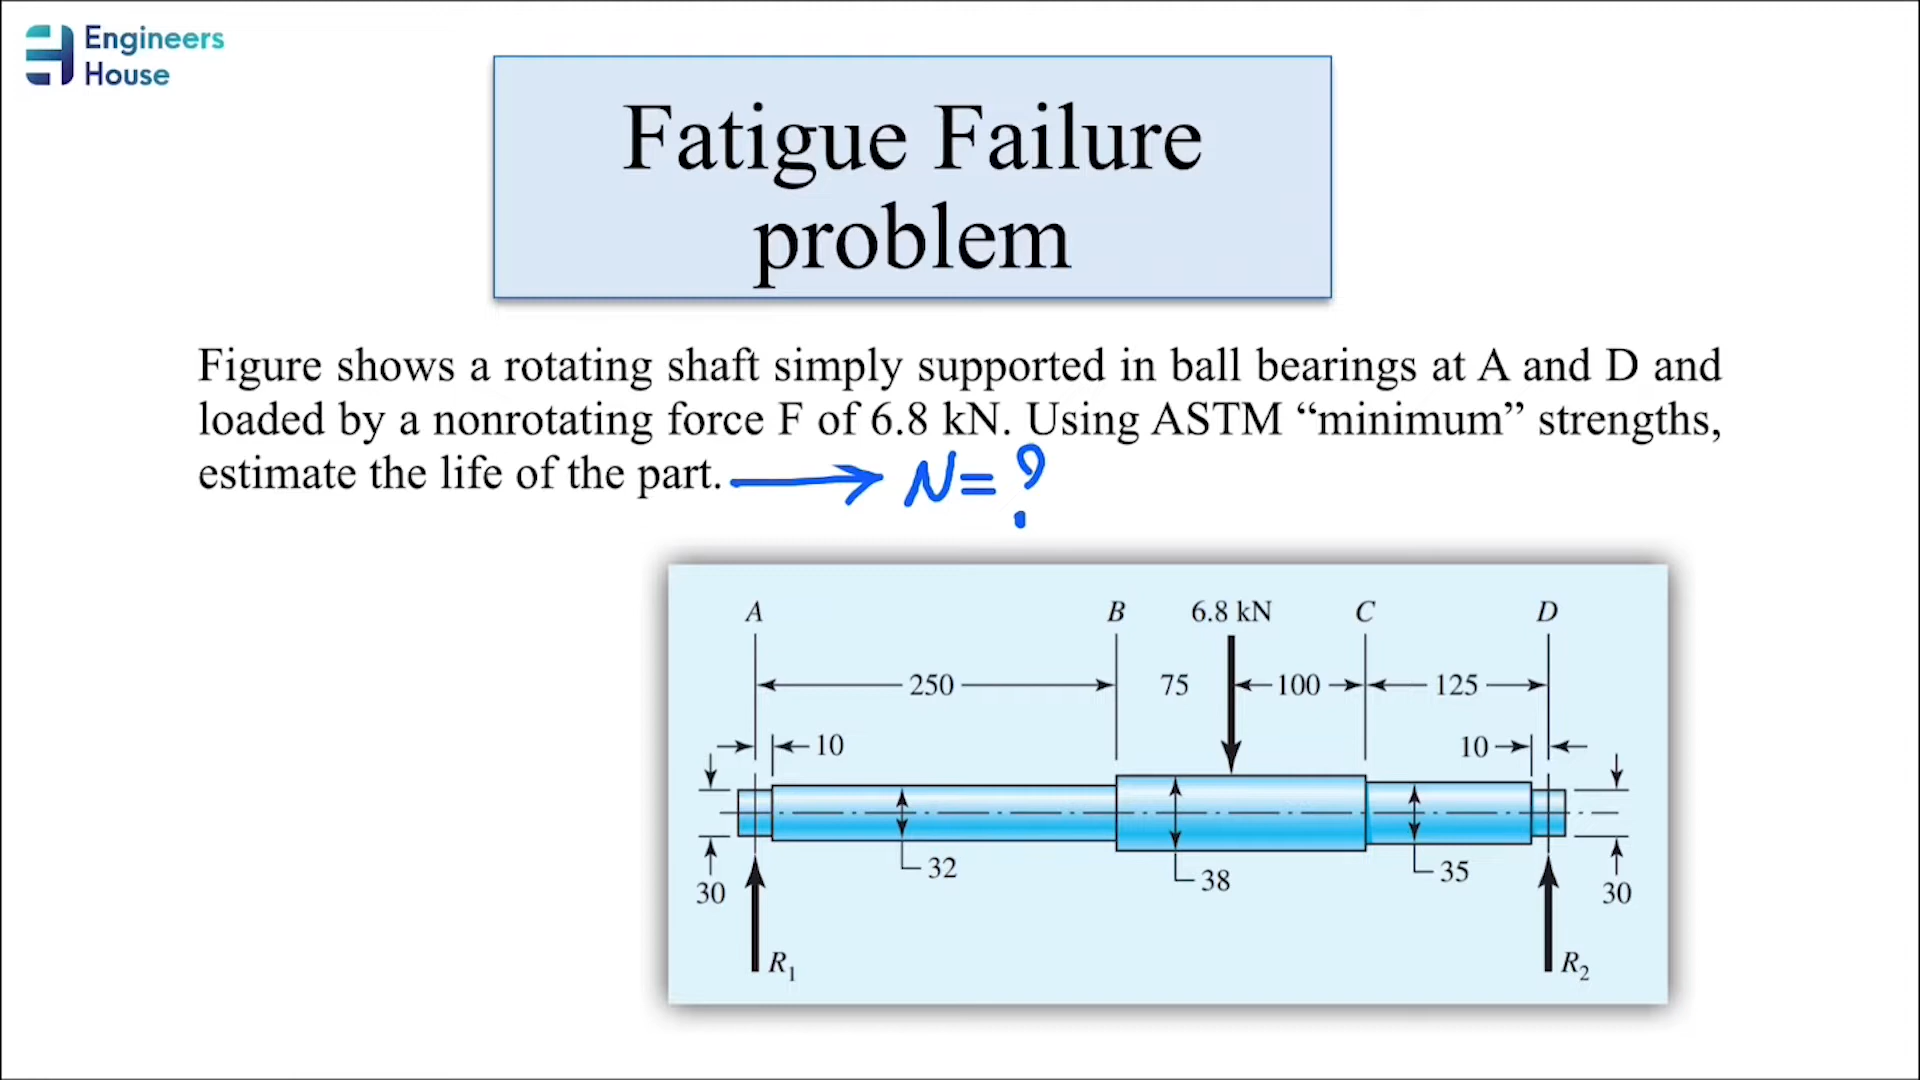 Engineers
House
Fatigue Failure
problem
Figure shows a rotating shaft simply supported in ball bearings at A and D and
loaded by a nonrotating force F of 6.8 kN. Using ASTM “minimum” strengths,
estimate the life of the part. → N = ?
A B 6.8 kN C D
250 75 100 125
10 10
32 38 35
30 30
R₁ R₂